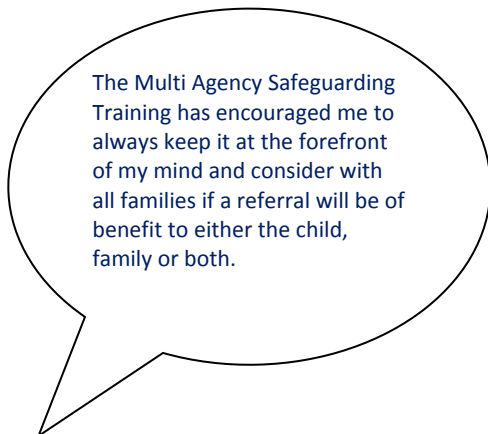 The Multi Agency Safeguarding
Training has encouraged me to
always keep it at the forefront
of my mind and consider with
all families if a referral will be of
benefit to either the child,
family or both.